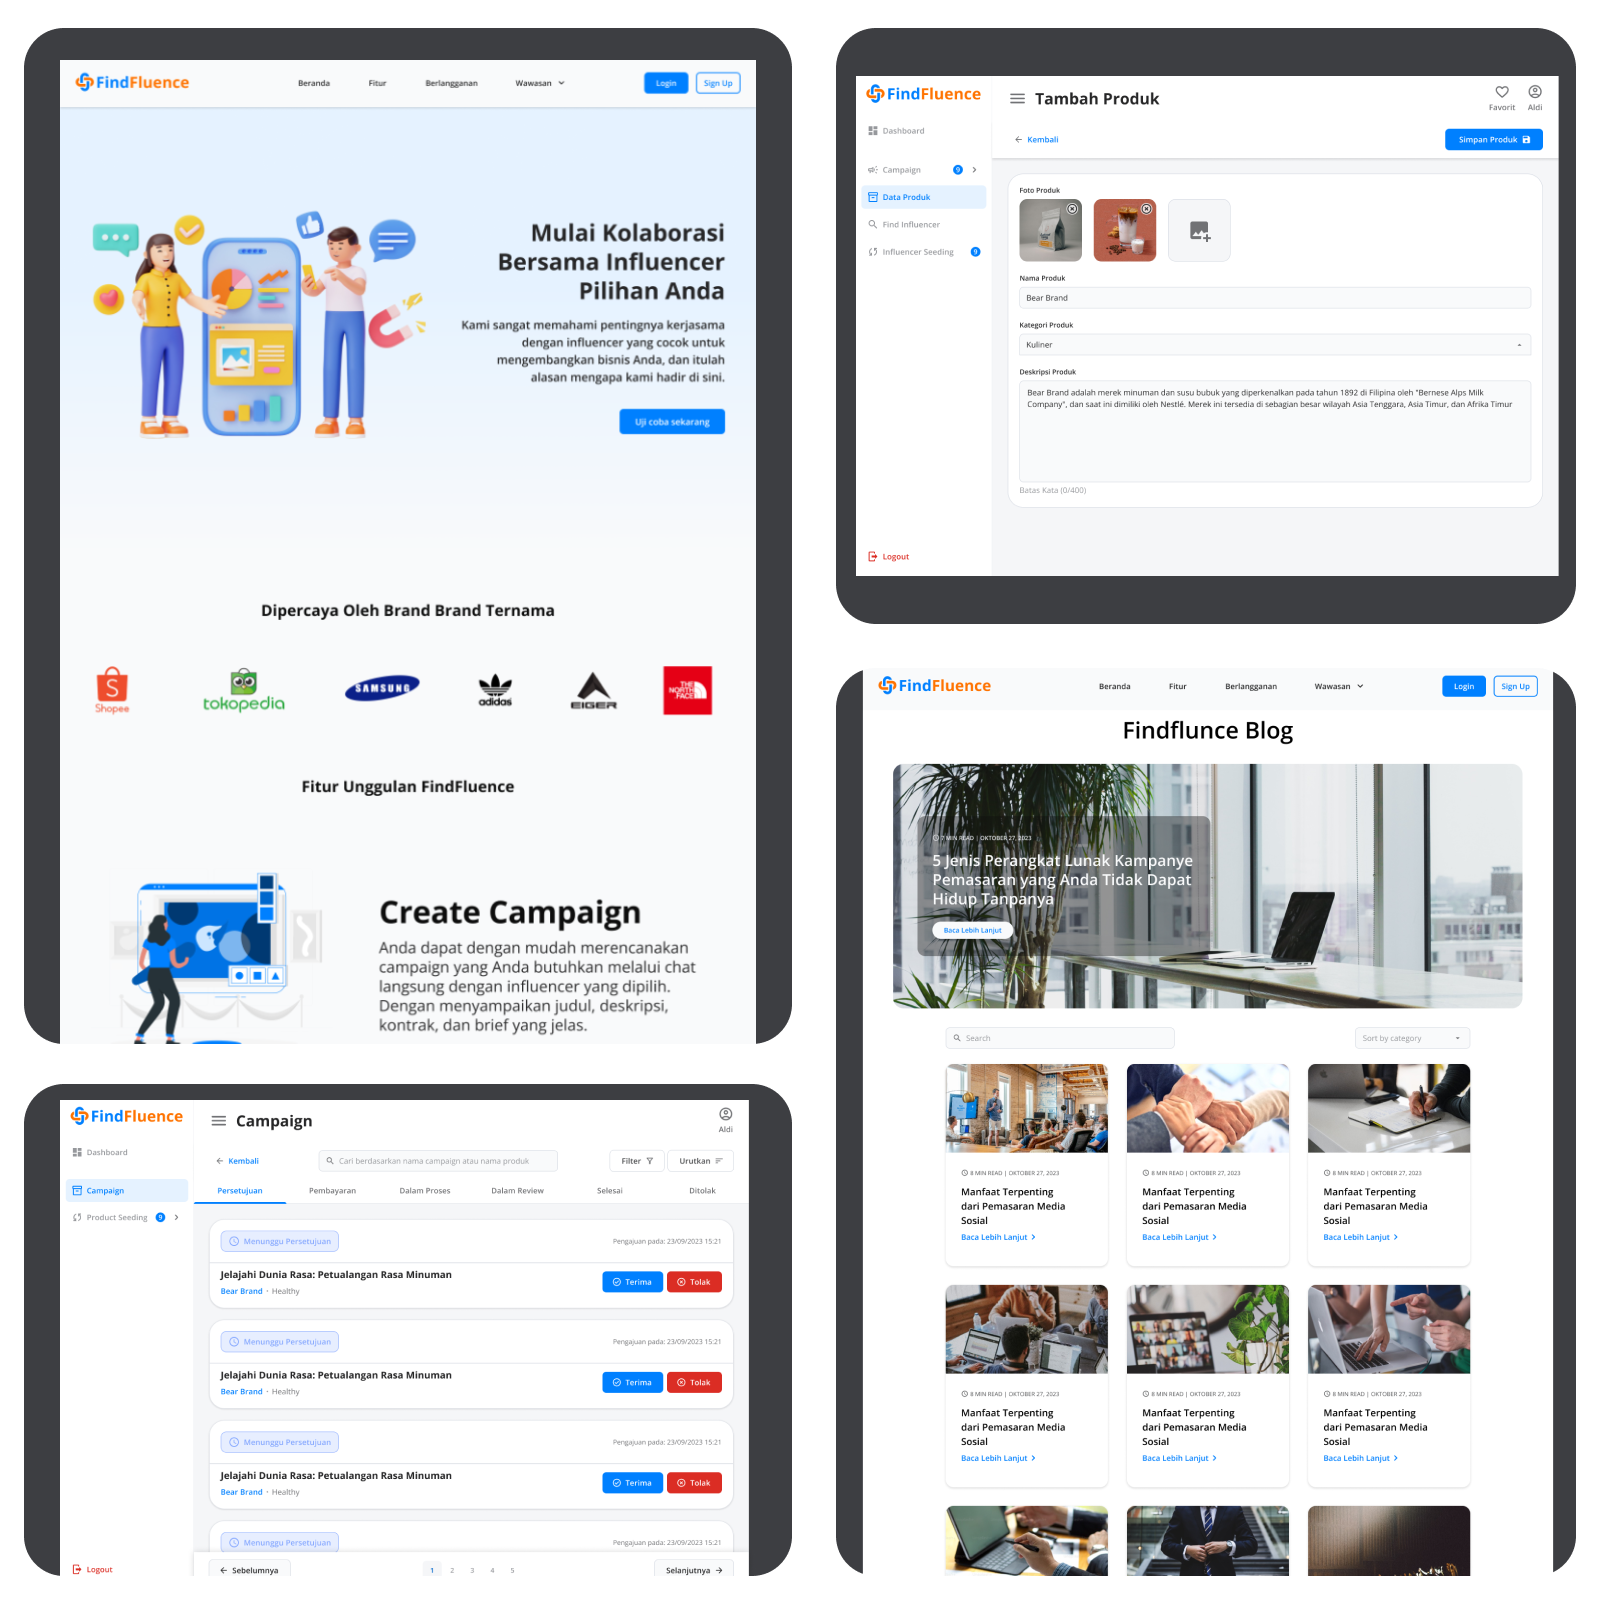 FindFluence
Beranda
Fitur
Berlangganan
Wawasan
Login
Sign Up
Mulai Kolaborasi
Bersama Influencer
Pilihan Anda
Kami sangat memahami pentingnya kerjasama
dengan influencer yang cocok untuk
mengembangkan bisnis Anda, dan itulah
alasan mengapa kami hadir di sini.
Uji coba sekarang
Dipercaya Oleh Brand Brand Ternama
S
Shopee
tokopedia
SAMSUNG
adidas
EIGER
THE
NORTH
FACE
Fitur Unggulan FindFluence
Create Campaign
Anda dapat dengan mudah merencanakan
campaign yang Anda butuhkan melalui chat
langsung dengan influencer yang dipilih.
Dengan menyampaikan judul, deskripsi,
kontrak, dan brief yang jelas.
FindFluence
Dashboard
Campaign 9
Data Produk
Find Influencer
Influencer Seeding 9
Logout
Tambah Produk
Favorit
Aldi
Kembali
Simpan Produk
Foto Produk
Nama Produk
Bear Brand
Kategori Produk
Kuliner
Deskripsi Produk
Bear Brand adalah merek minuman dan susu bubuk yang diperkenalkan pada tahun 1892 di Filipina oleh "Bernese Alps Milk
Company", dan saat ini dimiliki oleh Nestlé. Merek ini tersedia di sebagian besar wilayah Asia Tenggara, Asia Timur, dan Afrika Timur
Batas Kata (0/400)
FindFluence
Dashboard
Campaign
Product Seeding 9
Logout
Campaign
Aldi
Kembali
Cari berdasarkan nama campaign atau nama produk
Filter
Urutkan
Persetujuan
Pembayaran
Dalam Proses
Dalam Review
Selesai
Ditolak
Menunggu Persetujuan
Pengajuan pada: 23/09/2023 15:21
Jelajahi Dunia Rasa: Petualangan Rasa Minuman
Bear Brand • Healthy
Terima
Tolak
Menunggu Persetujuan
Pengajuan pada: 23/09/2023 15:21
Jelajahi Dunia Rasa: Petualangan Rasa Minuman
Bear Brand • Healthy
Terima
Tolak
Menunggu Persetujuan
Pengajuan pada: 23/09/2023 15:21
Jelajahi Dunia Rasa: Petualangan Rasa Minuman
Bear Brand • Healthy
Terima
Tolak
Menunggu Persetujuan
Pengajuan pada: 23/09/2023 15:21
Sebelumnya
1 2 3 4 5
Selanjutnya
FindFluence
Beranda
Fitur
Berlangganan
Wawasan
Login
Sign Up
Findflunce Blog
7 MIN READ | OKTOBER 27, 2023
5 Jenis Perangkat Lunak Kampanye
Pemasaran yang Anda Tidak Dapat
Hidup Tanpanya
Baca Lebih Lanjut
Search
Sort by category
8 MIN READ | OKTOBER 27, 2023
Manfaat Terpenting
dari Pemasaran Media
Sosial
Baca Lebih Lanjut
8 MIN READ | OKTOBER 27, 2023
Manfaat Terpenting
dari Pemasaran Media
Sosial
Baca Lebih Lanjut
8 MIN READ | OKTOBER 27, 2023
Manfaat Terpenting
dari Pemasaran Media
Sosial
Baca Lebih Lanjut
8 MIN READ | OKTOBER 27, 2023
Manfaat Terpenting
dari Pemasaran Media
Sosial
Baca Lebih Lanjut
8 MIN READ | OKTOBER 27, 2023
Manfaat Terpenting
dari Pemasaran Media
Sosial
Baca Lebih Lanjut
8 MIN READ | OKTOBER 27, 2023
Manfaat Terpenting
dari Pemasaran Media
Sosial
Baca Lebih Lanjut